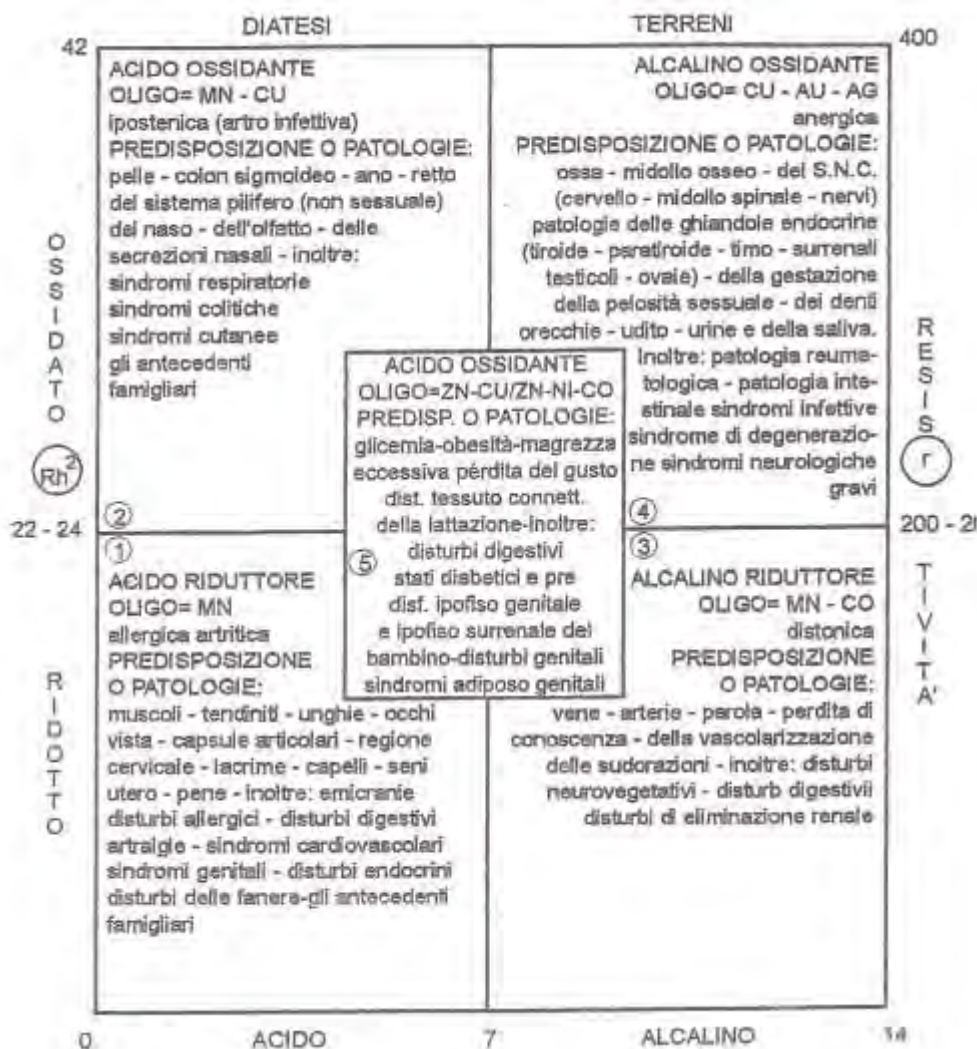 DIATESI
TERRENI
42
400
ACIDO OSSIDANTE
OLIGO= MN - CU
ipostenica (artro infettiva)
PREDISPOSIZIONE O PATOLOGIE:
pelle - colon sigmoideo - ano - retto
del sistema pilifero (non sessuale)
del naso - dell'olfatto - delle
secrezioni nasali - inoltre:
sindromi respiratorie
sindromi colitiche
sindromi cutanee
gli antecedenti
famigliari
ALCALINO OSSIDANTE
OLIGO= CU - AU - AG
anergica
PREDISPOSIZIONE O PATOLOGIE:
ossa - midollo osseo - del S.N.C.
(cervello - midollo spinale - nervi)
patologie delle ghiandole endocrine
(tiroide - paratiroide - timo - surrenali
testicoli - ovaie) - della gestazione
della pelosità sessuale - dei denti
orecchie - udito - urine e della saliva.
Inoltre: patologia reuma-
tologica - patologia inte-
stinale sindromi infettive
sindrome di degenerazio-
ne sindromi neurologiche
gravi
OSSIDATO
Rh2
RESIS
r
ACIDO OSSIDANTE
OLIGO=ZN-CU/ZN-NI-CO
PREDISP. O PATOLOGIE:
glicemia-obesità-magrezza
eccessiva pèrdita del gusto
dist. tessuto connett.
della lattazione-Inoltre:
disturbi digestivi
stati diabetici e pre
disf. ipofiso genitale
e ipofiso surrenale del
bambino-disturbi genitali
sindromi adiposo genitali
5
2
4
22 - 24
200 - 2
1
3
ACIDO RIDUTTORE
OLIGO= MN
allergica artritica
PREDISPOSIZIONE
O PATOLOGIE:
muscoli - tendiniti - unghie - occhi
vista - capsule articolari - regione
cervicale - lacrime - capelli - seni
utero - pene - inoltre: emicranie
disturbi allergici - disturbi digestivi
artralgie - sindromi cardiovascolari
sindromi genitali - disturbi endocrini
disturbi delle fanere-gli antecedenti
famigliari
ALCALINO RIDUTTORE
OLIGO= MN - CO
distonica
PREDISPOSIZIONE
O PATOLOGIE:
vene - arterie - parola - perdita di
conoscenza - della vascolarizzazione
delle sudorazioni - inoltre: disturbi
neurovegetativi - disturb digestivii
disturbi di eliminazione renale
RIDOTTO
TIVITA'
0
ACIDO
7
ALCALINO
14